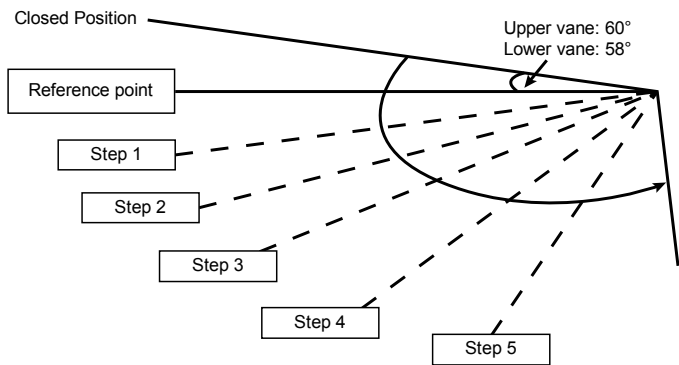 Closed Position
Upper vane: 60°
Lower vane: 58°
Reference point
Step 1
Step 2
Step 3
Step 4
Step 5